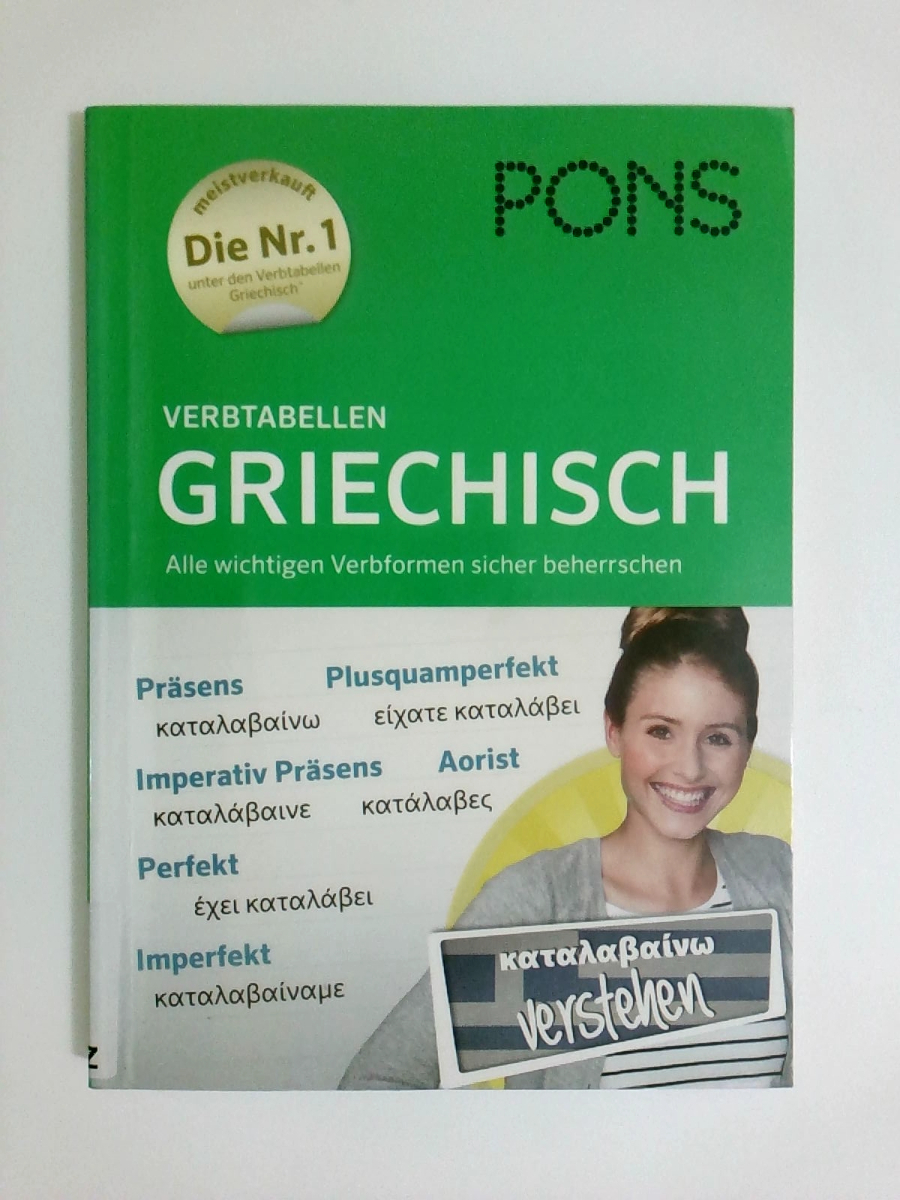 meistverkauft
Die Nr. 1
unter den Verbtabellen
Griechisch*
PONS
VERBTABELLEN
GRIECHISCH
Alle wichtigen Verbformen sicher beherrschen
Präsens Plusquamperfekt
καταλαβαίνω είχατε καταλάβει
Imperativ Präsens Aorist
καταλάβαινε κατάλαβες
Perfekt
έχει καταλάβει
Imperfekt
καταλαβαίναμε
καταλαβαίνω
verstehen
Z